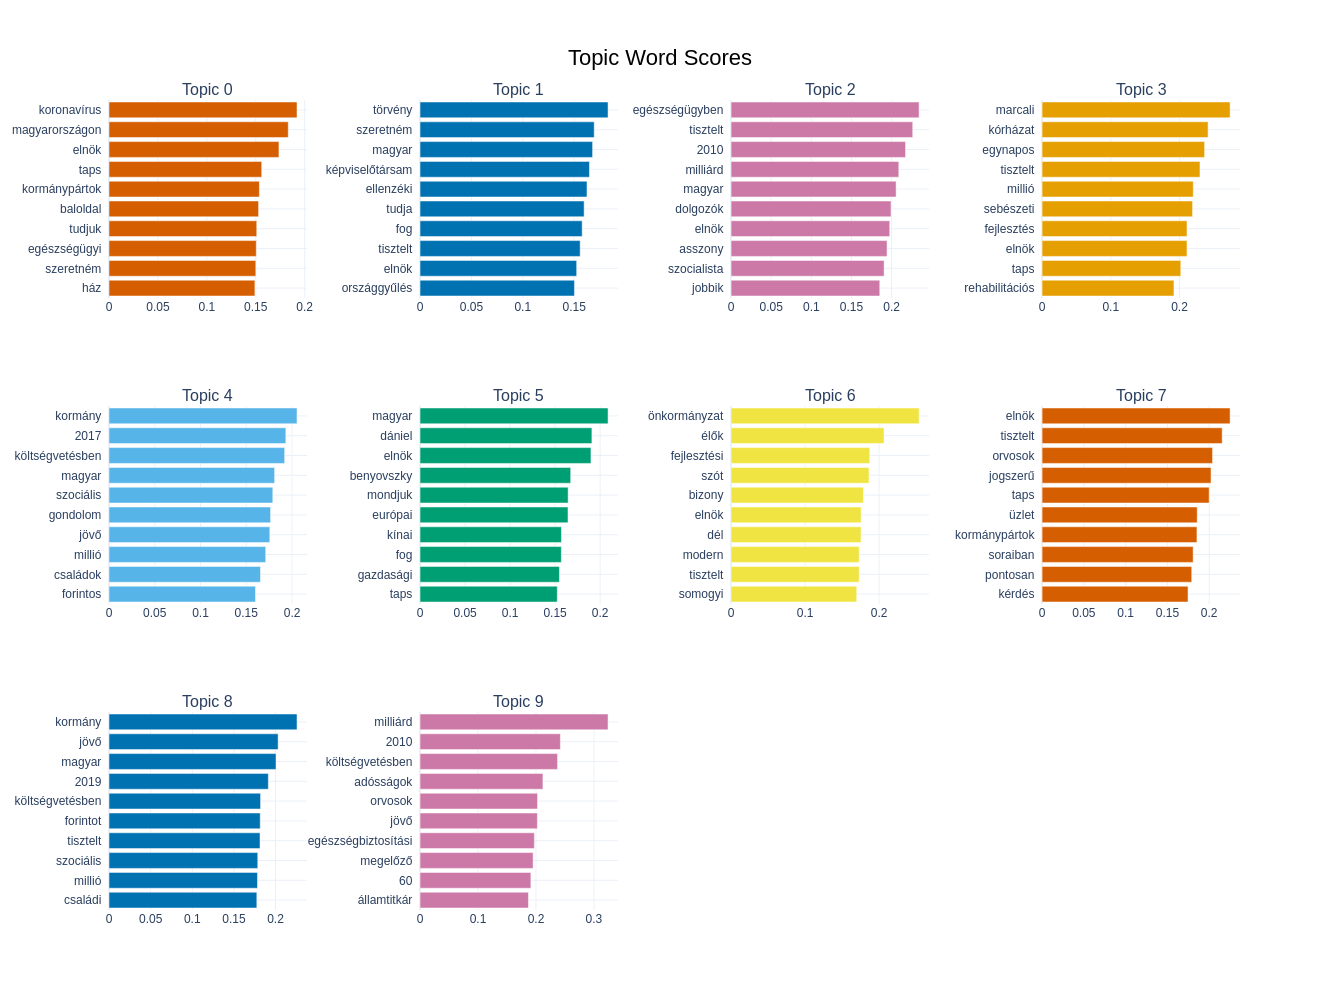 Topic Word Scores
Topic 0
koronavírus
magyarországon
elnök
taps
kormánypártok
baloldal
tudjuk
egészségügyi
szeretném
ház
0 0.05 0.1 0.15 0.2
Topic 1
törvény
szeretném
magyar
képviselőtársam
ellenzéki
tudja
fog
tisztelt
elnök
országgyűlés
0 0.05 0.1 0.15
Topic 2
egészségügyben
tisztelt
2010
milliárd
magyar
dolgozók
elnök
asszony
szocialista
jobbik
0 0.05 0.1 0.15 0.2
Topic 3
marcali
kórházat
egynapos
tisztelt
millió
sebészeti
fejlesztés
elnök
taps
rehabilitációs
0 0.1 0.2
Topic 4
kormány
2017
költségvetésben
magyar
szociális
gondolom
jövő
millió
családok
forintos
0 0.05 0.1 0.15 0.2
Topic 5
magyar
dániel
elnök
benyovszky
mondjuk
európai
kínai
fog
gazdasági
taps
0 0.05 0.1 0.15 0.2
Topic 6
önkormányzat
élők
fejlesztési
szót
bizony
elnök
dél
modern
tisztelt
somogyi
0 0.1 0.2
Topic 7
elnök
tisztelt
orvosok
jogszerű
taps
üzlet
kormánypártok
soraiban
pontosan
kérdés
0 0.05 0.1 0.15 0.2
Topic 8
kormány
jövő
magyar
2019
költségvetésben
forintot
tisztelt
szociális
millió
családi
0 0.05 0.1 0.15 0.2
Topic 9
milliárd
2010
költségvetésben
adósságok
orvosok
jövő
egészségbiztosítási
megelőző
60
államtitkár
0 0.1 0.2 0.3